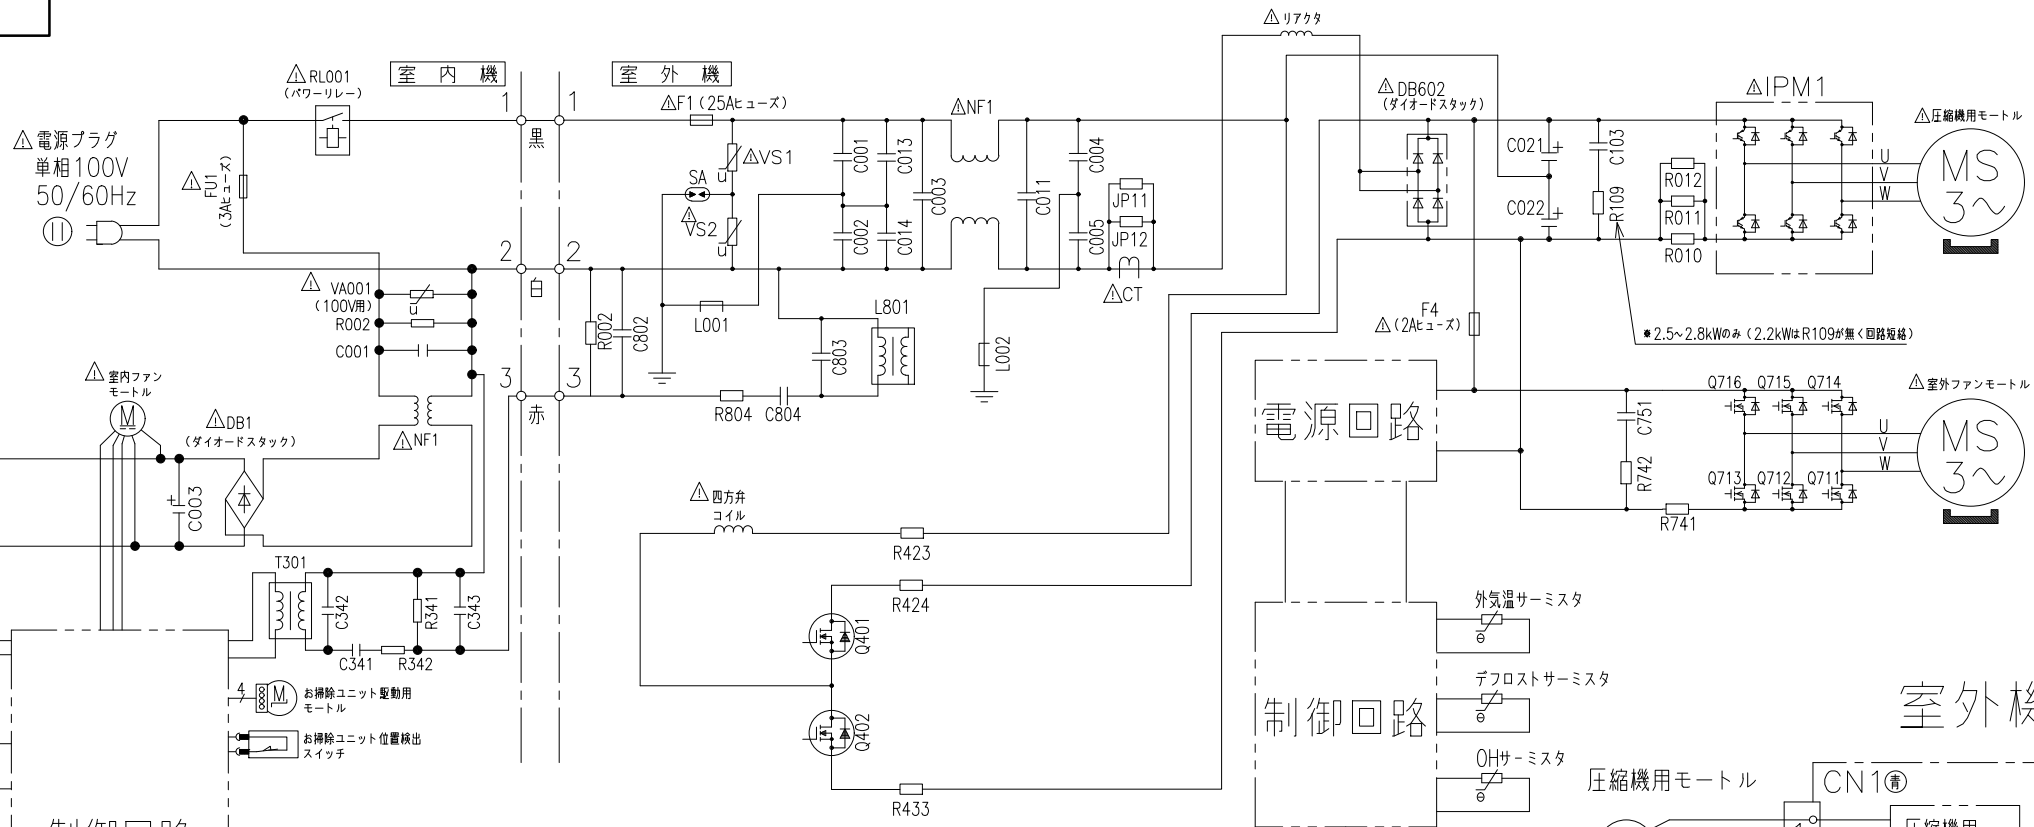 リアクタ
RL001
(パワーリレー)
室内機
室外機
1
1
F1(25Aヒューズ)
NF1
DB602
(ダイオードスタック)
IPM1
圧縮機用モートル
電源プラグ
単相100V
50/60Hz
FU1
(3Aヒューズ)
黒
VS1
SA
VS2
u
u
C001
C013
C003
C002
C014
C011
C004
C005
JP11
JP12
CT
C021
+
C022
+
C103
R109
R012
R011
R010
U
V
W
MS
3~
2
2
白
VA001
(100V用)
u
R002
C001
R002
C802
L001
L801
C803
L002
F4
(2Aヒューズ)
※2.5~2.8kWのみ(2.2kWはR109が無く回路短絡)
3
3
赤
R804
C804
室内ファン
モートル
M
DB1
(ダイオードスタック)
NF1
+
C003
電源回路
C751
R742
R741
Q716
Q715
Q714
Q713
Q712
Q711
U
V
W
室外ファンモートル
MS
3~
四方弁
コイル
R423
R424
Q401
Q402
R433
T301
C342
R341
C343
C341
R342
4
M
お掃除ユニット駆動用
モートル
お掃除ユニット位置検出
スイッチ
外気温サーミスタ
θ
デフロストサーミスタ
θ
OHサーミスタ
θ
制御回路
室外機
圧縮機用モートル
CN1青
1
圧縮機用
制御回路